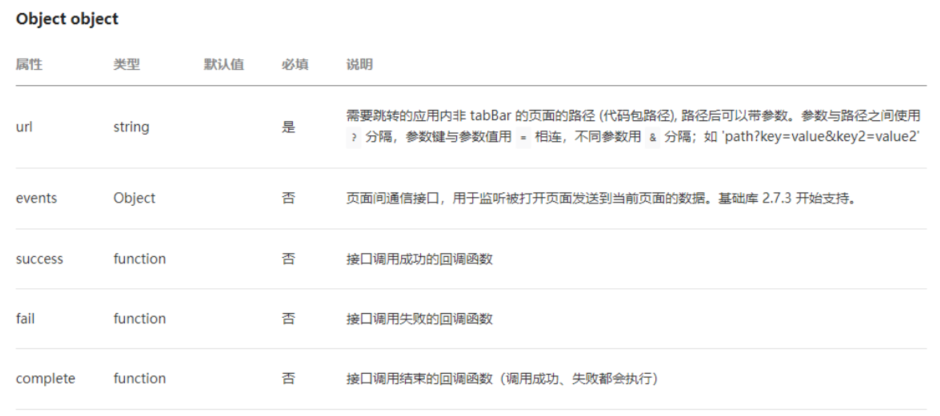 Object object
属性 类型 默认值 必填 说明
url string 是 需要跳转的应用内非 tabBar 的页面的路径 (代码包路径), 路径后可以带参数。参数与路径之间使用
? 分隔，参数键与参数值用 = 相连，不同参数用 & 分隔；如 'path?key=value&key2=value2'
events Object 否 页面间通信接口，用于监听被打开页面发送到当前页面的数据。基础库 2.7.3 开始支持。
success function 否 接口调用成功的回调函数
fail function 否 接口调用失败的回调函数
complete function 否 接口调用结束的回调函数（调用成功、失败都会执行）